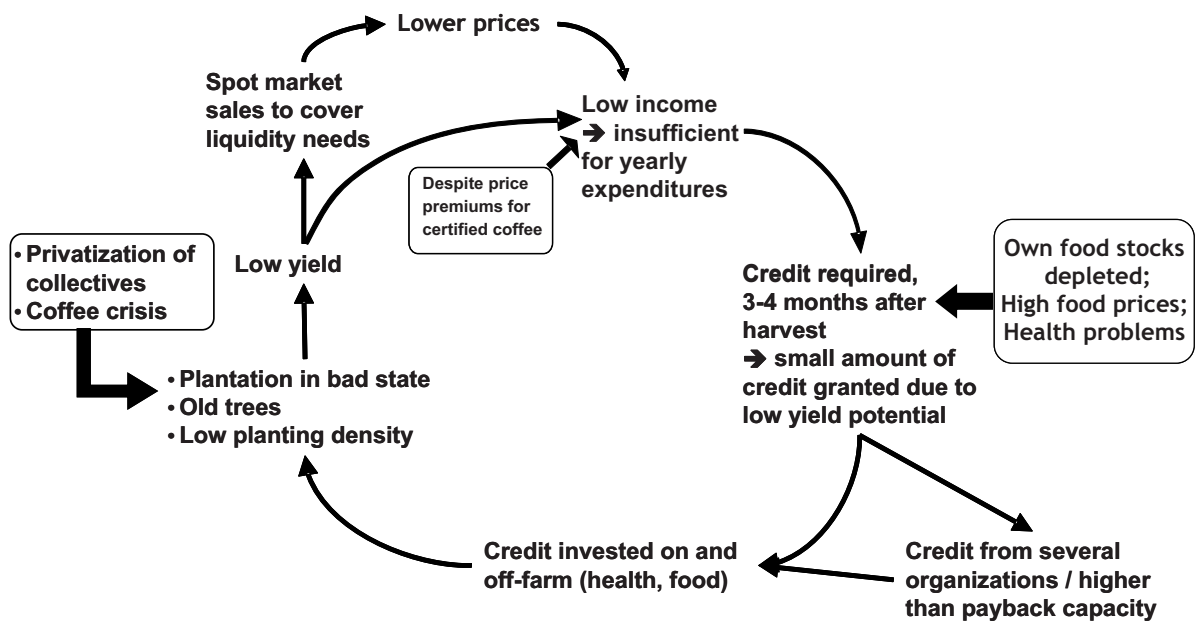 Lower prices
Spot market
sales to cover
liquidity needs
Low income
➔ insufficient
for yearly
expenditures
Despite price
premiums for
certified coffee
• Privatization of
collectives
• Coffee crisis
Low yield
Credit required,
3-4 months after
harvest
➔ small amount of
credit granted due to
low yield potential
Own food stocks
depleted;
High food prices;
Health problems
• Plantation in bad state
• Old trees
• Low planting density
Credit invested on and
off-farm (health, food)
Credit from several
organizations / higher
than payback capacity